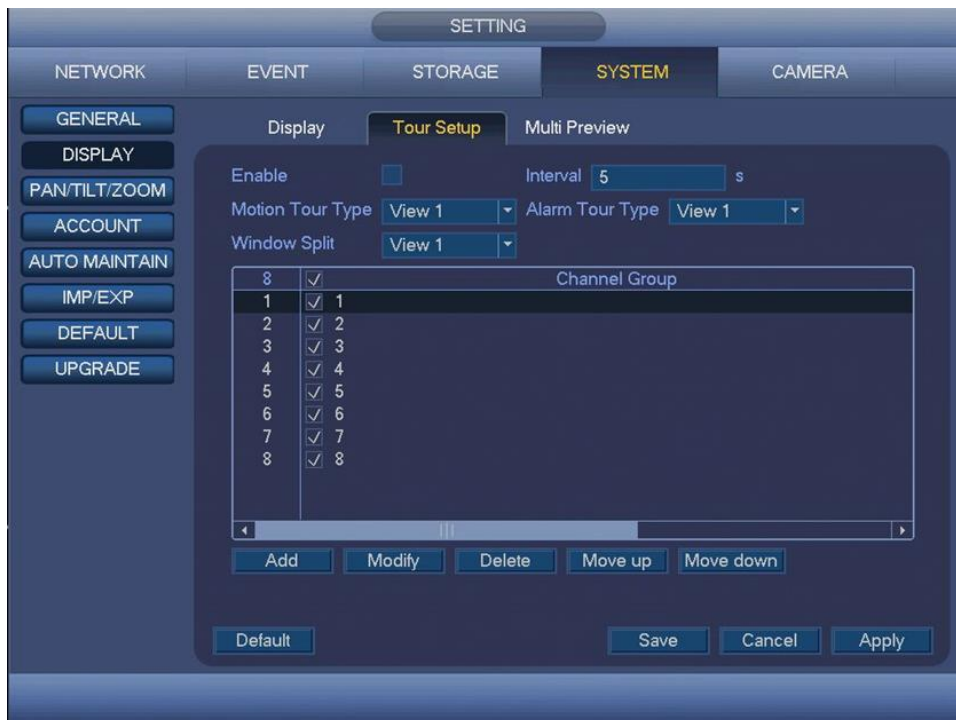 SETTING
NETWORK EVENT STORAGE SYSTEM CAMERA
GENERAL
DISPLAY
PAN/TILT/ZOOM
ACCOUNT
AUTO MAINTAIN
IMP/EXP
DEFAULT
UPGRADE
Display Tour Setup Multi Preview
Enable Interval 5 s
Motion Tour Type View 1 Alarm Tour Type View 1
Window Split View 1
8 Channel Group
1 1
2 2
3 3
4 4
5 5
6 6
7 7
8 8
Add Modify Delete Move up Move down
Default Save Cancel Apply